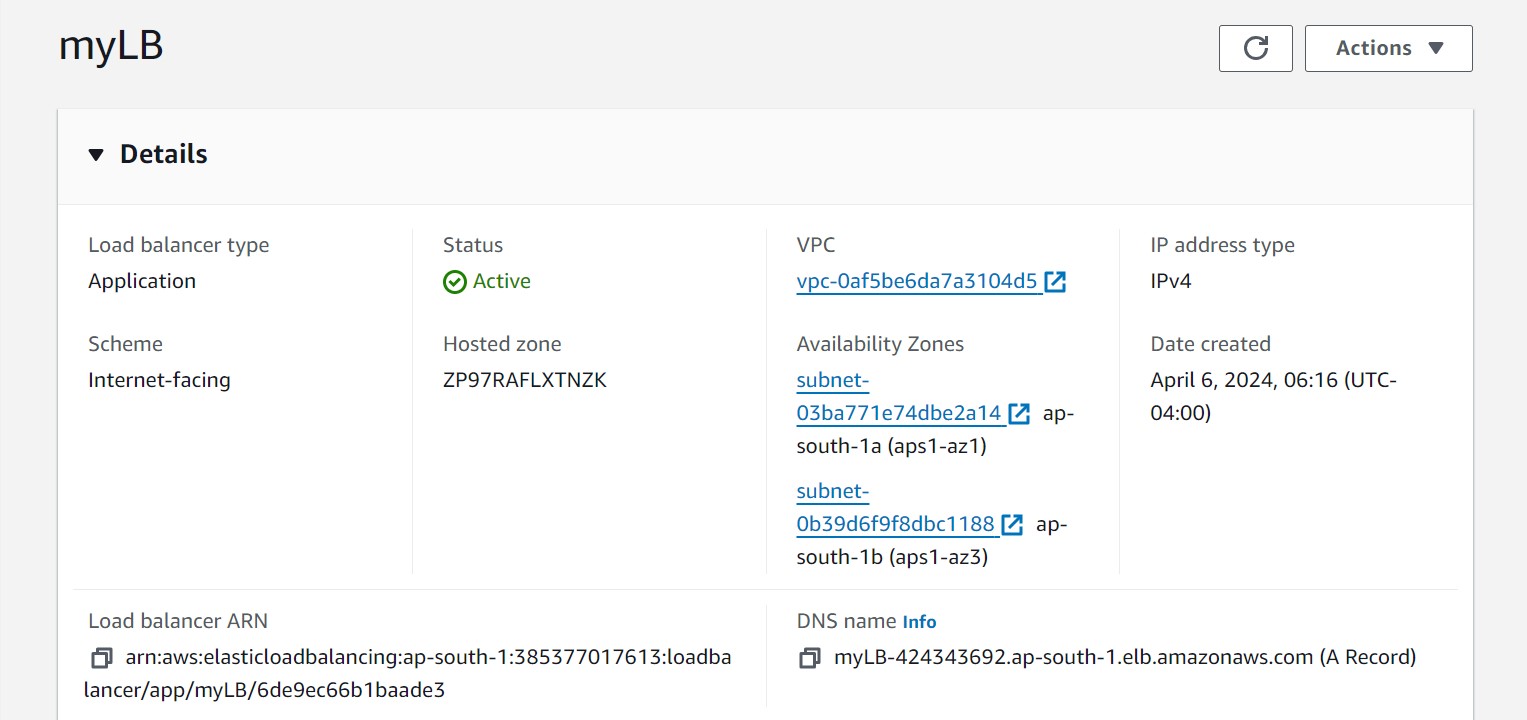 myLB
Actions
Details
Load balancer type
Application
Status
Active
VPC
vpc-0af5be6da7a3104d5
IP address type
IPv4
Scheme
Internet-facing
Hosted zone
ZP97RAFLXTNZK
Availability Zones
subnet-
03ba771e74dbe2a14 ap-
south-1a (aps1-az1)
subnet-
0b39d6f9f8dbc1188 ap-
south-1b (aps1-az3)
Date created
April 6, 2024, 06:16 (UTC-
04:00)
Load balancer ARN
arn:aws:elasticloadbalancing:ap-south-1:385377017613:loadba
lancer/app/myLB/6de9ec66b1baade3
DNS name Info
myLB-424343692.ap-south-1.elb.amazonaws.com (A Record)